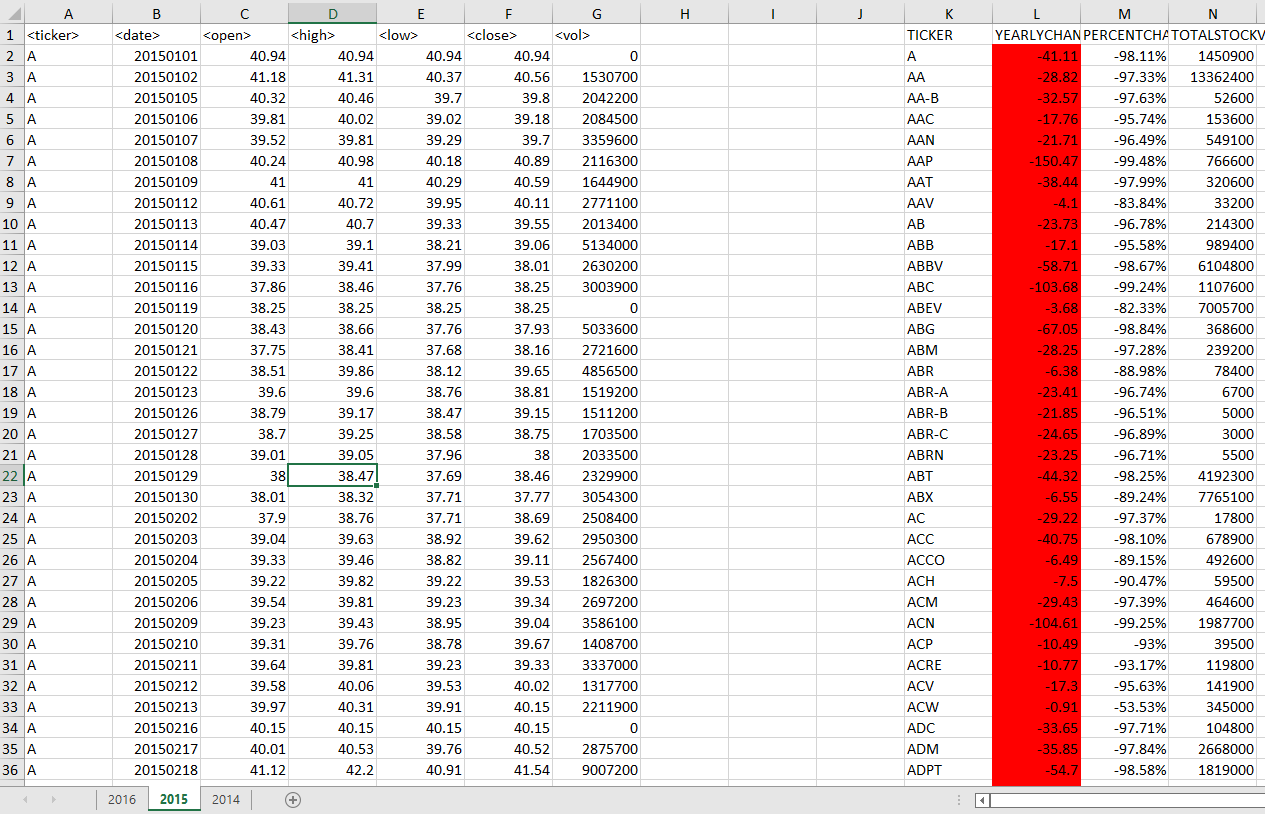 A B C D E F G H I J K L M N
1 <ticker> <date> <open> <high> <low> <close> <vol> TICKER YEARLYCHAN PERCENTCHA TOTALSTOCKV
2 A 20150101 40.94 40.94 40.94 40.94 0 A -41.11 -98.11% 1450900
3 A 20150102 41.18 41.31 40.37 40.56 1530700 AA -28.82 -97.33% 13362400
4 A 20150105 40.32 40.46 39.7 39.8 2042200 AA-B -32.57 -97.63% 52600
5 A 20150106 39.81 40.02 39.02 39.18 2084500 AAC -17.76 -95.74% 153600
6 A 20150107 39.52 39.81 39.29 39.7 3359600 AAN -21.71 -96.49% 549100
7 A 20150108 40.24 40.98 40.18 40.89 2116300 AAP -150.47 -99.48% 766600
8 A 20150109 41 41 40.29 40.59 1644900 AAT -38.44 -97.99% 320600
9 A 20150112 40.61 40.72 39.95 40.11 2771100 AAV -4.1 -83.84% 33200
10 A 20150113 40.47 40.7 39.33 39.55 2013400 AB -23.73 -96.78% 214300
11 A 20150114 39.03 39.1 38.21 39.06 5134000 ABB -17.1 -95.58% 989400
12 A 20150115 39.33 39.41 37.99 38.01 2630200 ABBV -58.71 -98.67% 6104800
13 A 20150116 37.86 38.46 37.76 38.25 3003900 ABC -103.68 -99.24% 1107600
14 A 20150119 38.25 38.25 38.25 38.25 0 ABEV -3.68 -82.33% 7005700
15 A 20150120 38.43 38.66 37.76 37.93 5033600 ABG -67.05 -98.84% 368600
16 A 20150121 37.75 38.41 37.68 38.16 2721600 ABM -28.25 -97.28% 239200
17 A 20150122 38.51 39.86 38.12 39.65 4856500 ABR -6.38 -88.98% 78400
18 A 20150123 39.6 39.6 38.76 38.81 1519200 ABR-A -23.41 -96.74% 6700
19 A 20150126 38.79 39.17 38.47 39.15 1511200 ABR-B -21.85 -96.51% 5000
20 A 20150127 38.7 39.25 38.58 38.75 1703500 ABR-C -24.65 -96.89% 3000
21 A 20150128 39.01 39.05 37.96 38 2033500 ABRN -23.25 -96.71% 5500
22 A 20150129 38 38.47 37.69 38.46 2329900 ABT -44.32 -98.25% 4192300
23 A 20150130 38.01 38.32 37.71 37.77 3054300 ABX -6.55 -89.24% 7765100
24 A 20150202 37.9 38.76 37.71 38.69 2508400 AC -29.22 -97.37% 17800
25 A 20150203 39.04 39.63 38.92 39.62 2950300 ACC -40.75 -98.10% 678900
26 A 20150204 39.33 39.46 38.82 39.11 2567400 ACCO -6.49 -89.15% 492600
27 A 20150205 39.22 39.82 39.22 39.53 1826300 ACH -7.5 -90.47% 59500
28 A 20150206 39.54 39.81 39.23 39.34 2697200 ACM -29.43 -97.39% 464600
29 A 20150209 39.23 39.43 38.95 39.04 3586100 ACN -104.61 -99.25% 1987700
30 A 20150210 39.31 39.76 38.78 39.67 1408700 ACP -10.49 -93% 39500
31 A 20150211 39.64 39.81 39.23 39.33 3337000 ACRE -10.77 -93.17% 119800
32 A 20150212 39.58 40.06 39.53 40.02 1317700 ACV -17.3 -95.63% 141900
33 A 20150213 39.97 40.31 39.91 40.15 2211900 ACW -0.91 -53.53% 345000
34 A 20150216 40.15 40.15 40.15 40.15 0 ADC -33.65 -97.71% 104800
35 A 20150217 40.01 40.53 39.76 40.52 2875700 ADM -35.85 -97.84% 2668000
36 A 20150218 41.12 42.2 40.91 41.54 9007200 ADPT -54.7 -98.58% 1819000
2016 2015 2014